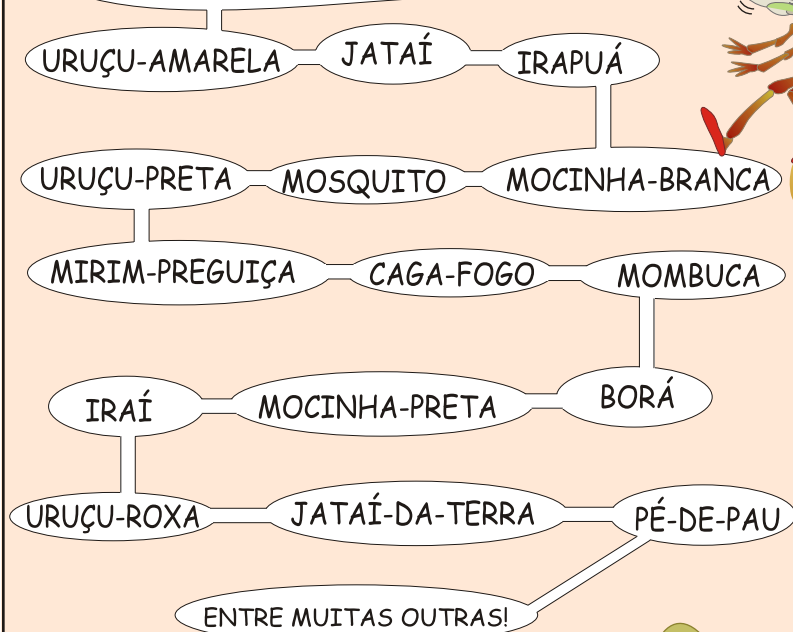 URUÇU-AMARELA JATAÍ IRAPUÁ
URUÇU-PRETA MOSQUITO MOCINHA-BRANCA
MIRIM-PREGUIÇA CAGA-FOGO MOMBUCA
IRAÍ MOCINHA-PRETA BORÁ
URUÇU-ROXA JATAÍ-DA-TERRA PÉ-DE-PAU
ENTRE MUITAS OUTRAS!